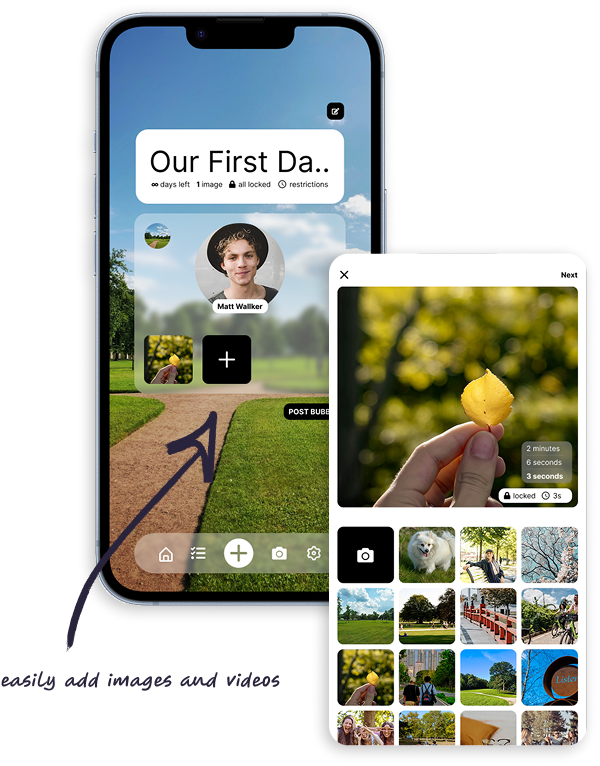 Our First Da..
∞ days left 1 image all locked restrictions
Matt Wallker
POST BUBB
X Next
2 minutes
6 seconds
3 seconds
locked 3s
Listen
easily add images and videos